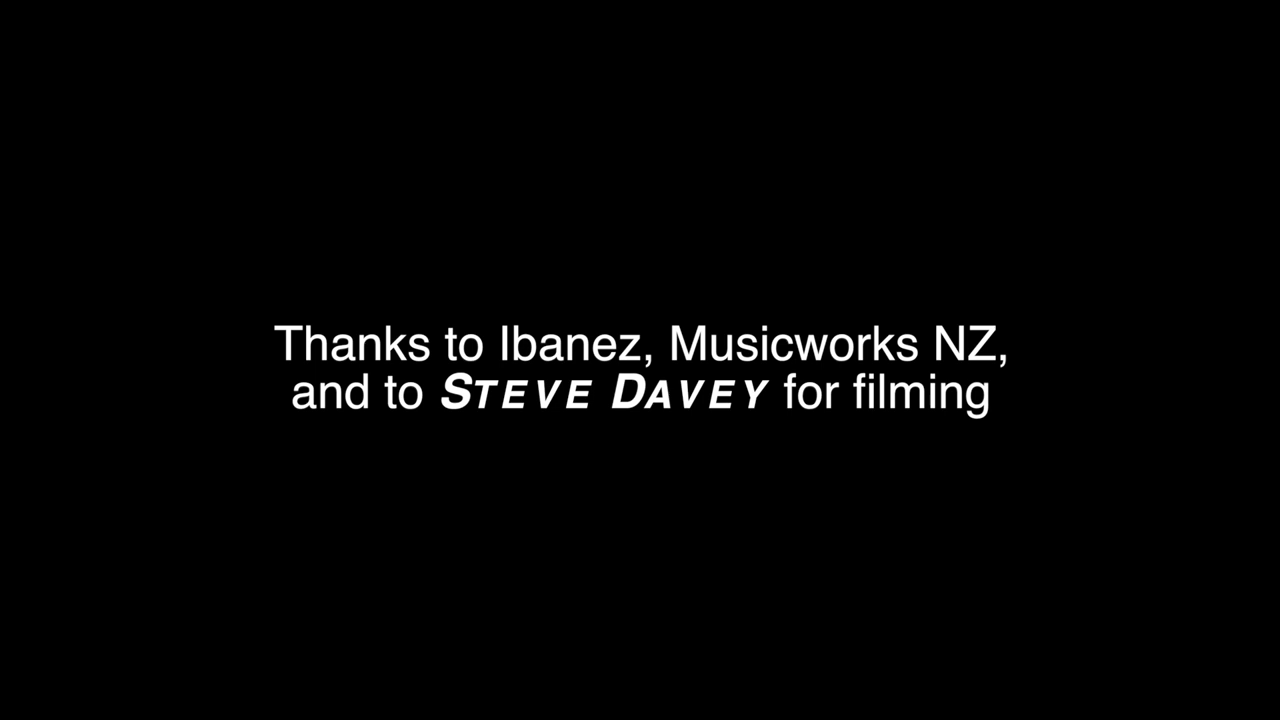 Thanks to Ibanez, Musicworks NZ,
and to STEVE DAVEY for filming